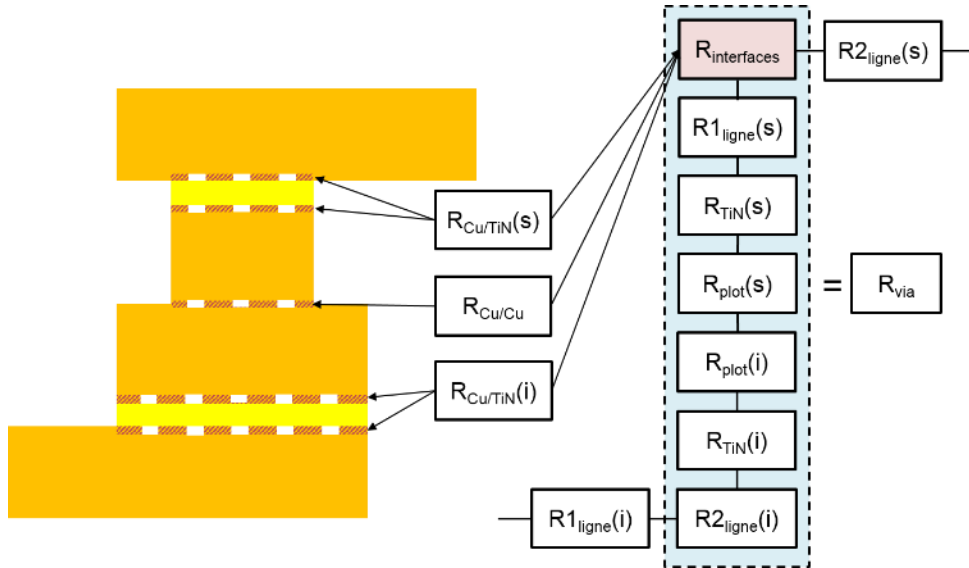 R_interfaces
R2_ligne(s)
R1_ligne(s)
R_TiN(s)
R_Cu/TiN(s)
R_plot(s)
= R_via
R_Cu/Cu
R_plot(i)
R_Cu/TiN(i)
R_TiN(i)
R1_ligne(i)
R2_ligne(i)